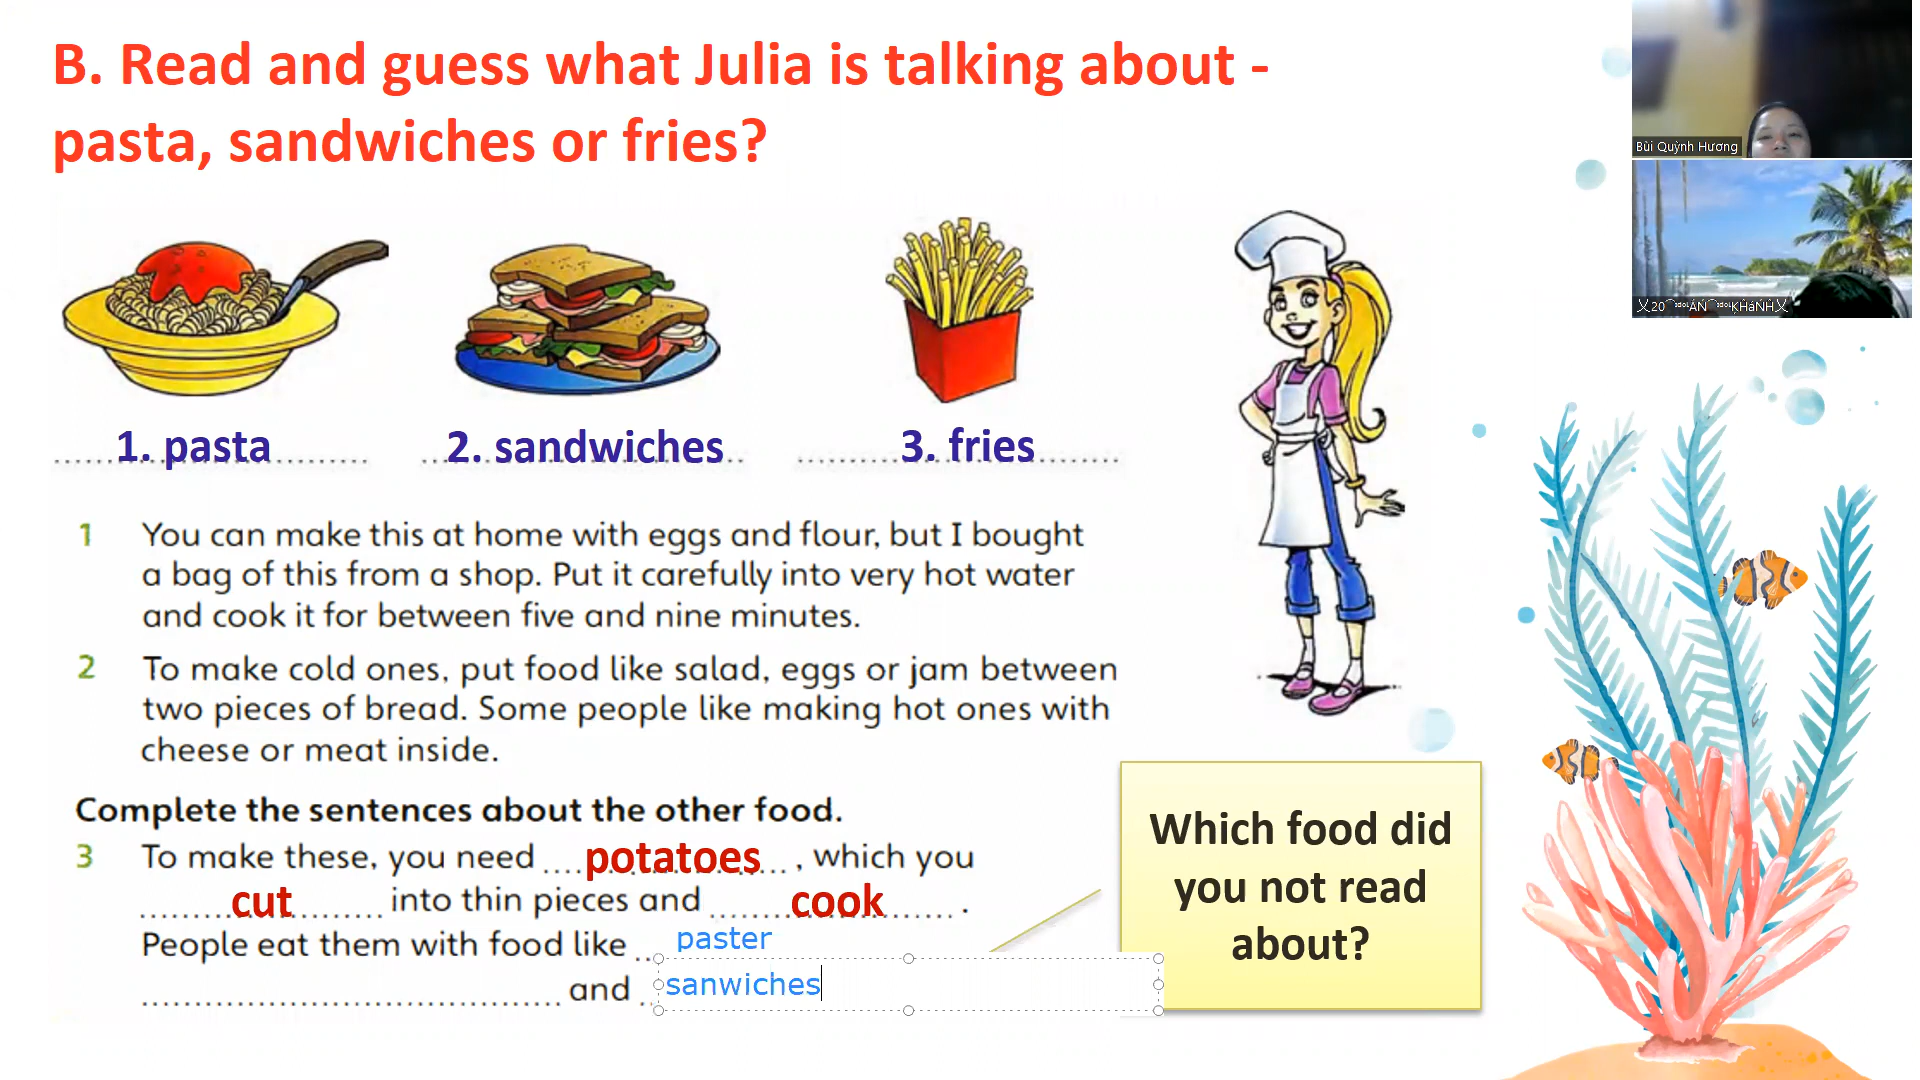 B. Read and guess what Julia is talking about -
pasta, sandwiches or fries?
Bùi Quỳnh Hương
1. pasta
2. sandwiches
3. fries
1 You can make this at home with eggs and flour, but I bought
a bag of this from a shop. Put it carefully into very hot water
and cook it for between five and nine minutes.
2 To make cold ones, put food like salad, eggs or jam between
two pieces of bread. Some people like making hot ones with
cheese or meat inside.
Complete the sentences about the other food.
3 To make these, you need ....potatoes...., which you
....cut.... into thin pieces and ....cook.... .
People eat them with food like .. paster
.................................... and .. sanwiches
Which food did
you not read
about?